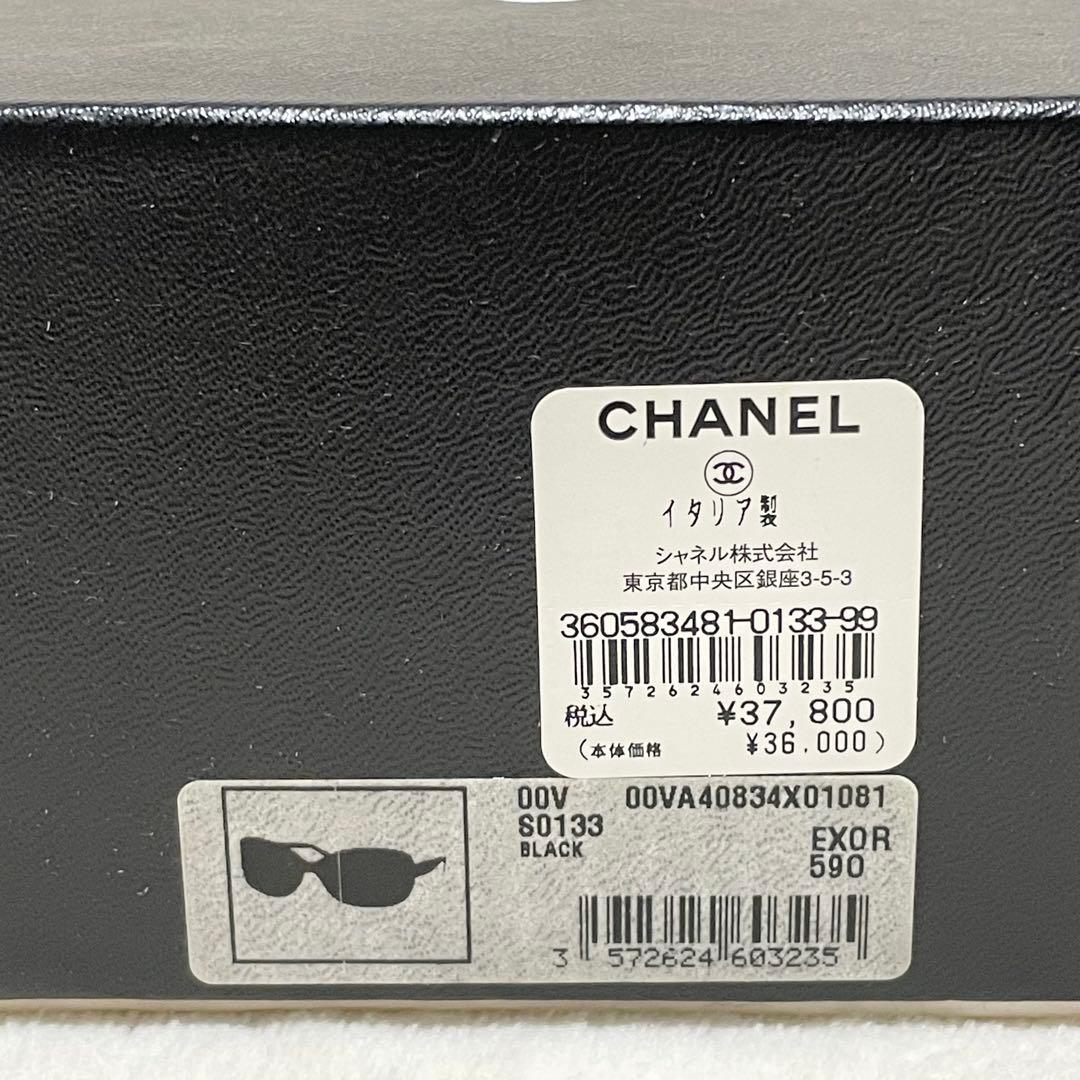 CHANEL
イタリア製
シャネル株式会社
東京都中央区銀座3-5-3
360583481-0133-99
3572624603235
税込 ¥37,800
(本体価格 ¥36.000)
00V 00VA40834X01081
S0133
BLACK
EXOR
590
3 572624 603235